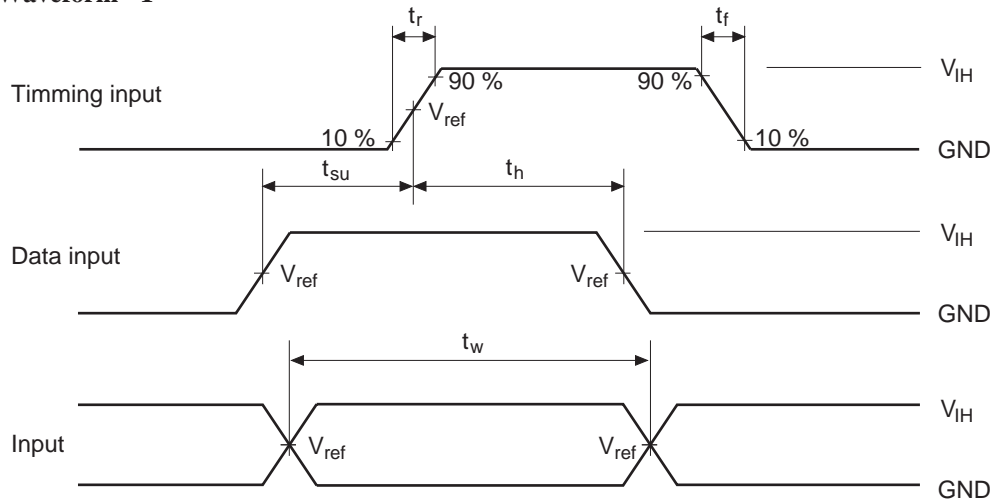 Waveform - 1
tr
tf
Timming input
90 %
90 %
VIH
Vref
10 %
10 %
GND
tsu
th
Data input
VIH
Vref
Vref
GND
tw
Input
VIH
Vref
Vref
GND